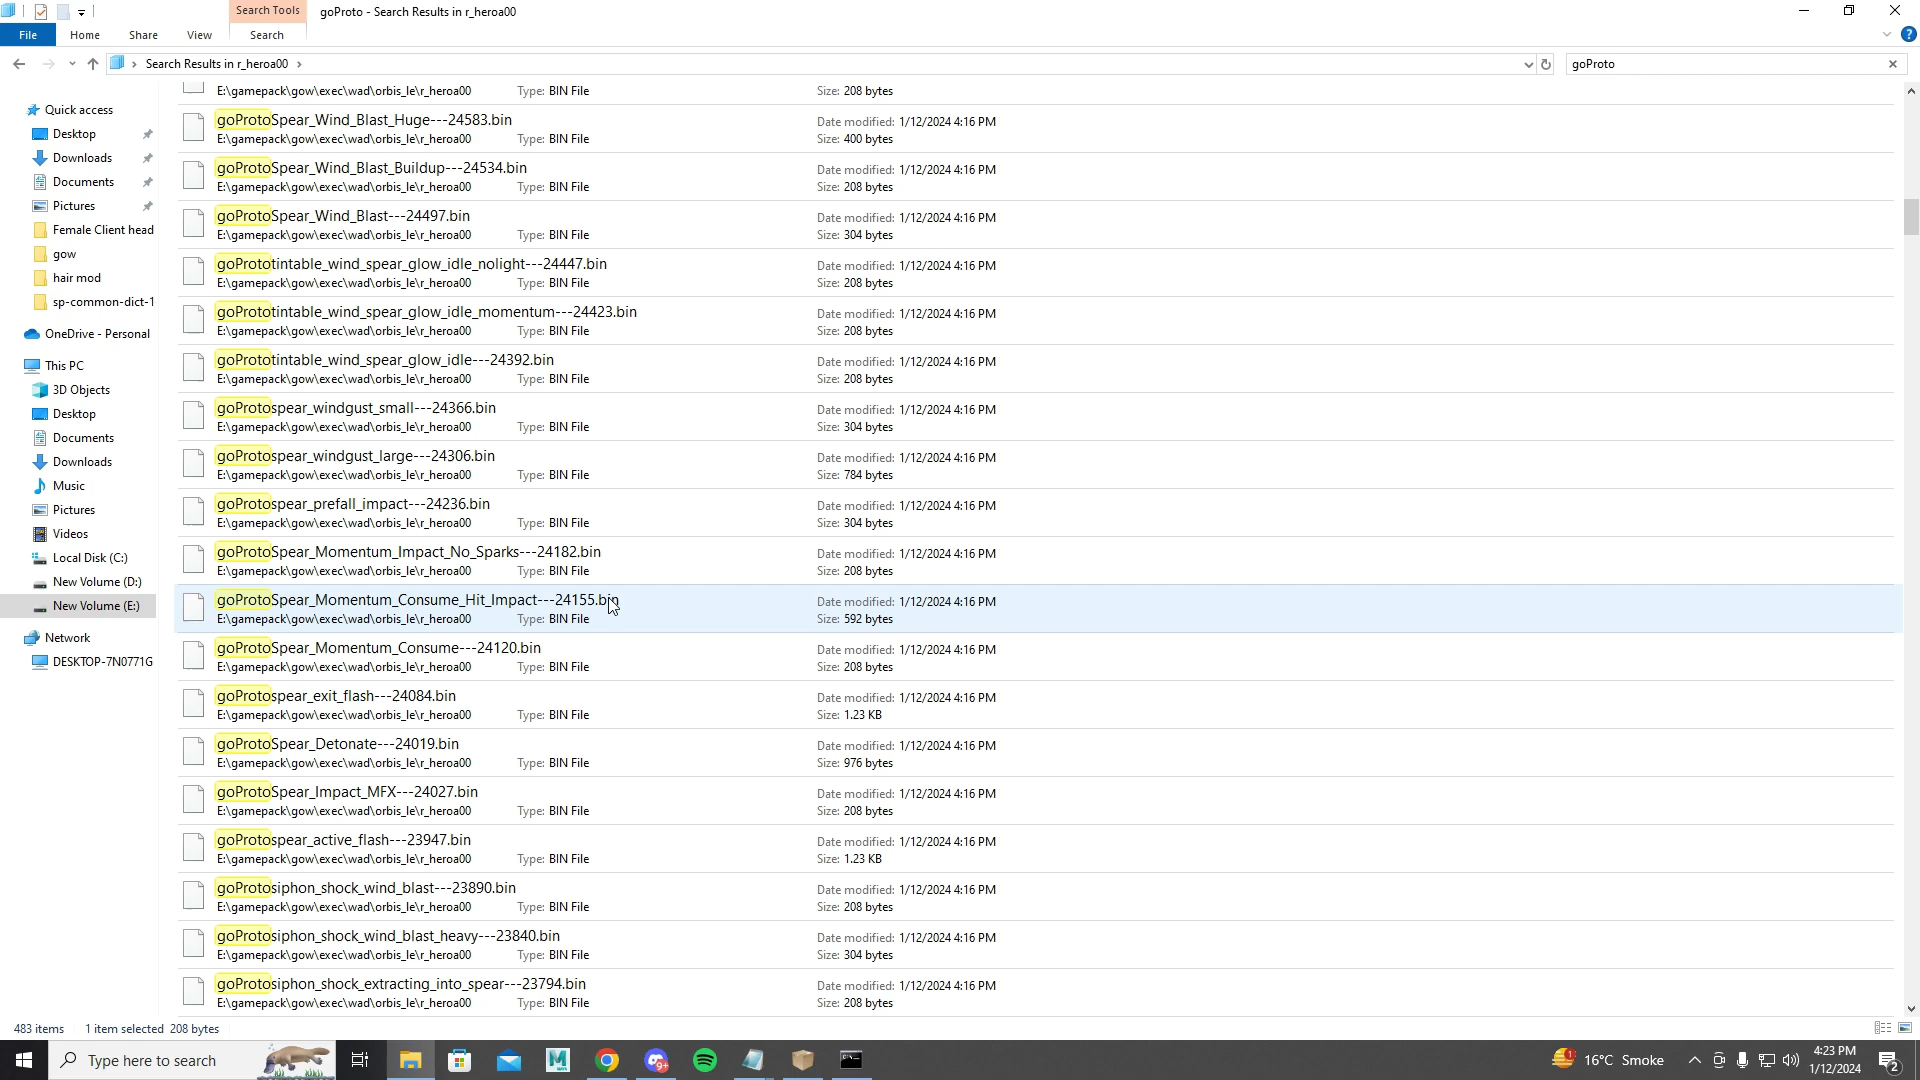 Search Tools
goProto - Search Results in r_heroa00
File Home Share View Search
Search Results in r_heroa00
goProto
Quick access
Desktop
Downloads
Documents
Pictures
Female Client head
gow
hair mod
sp-common-dict-1
OneDrive - Personal
This PC
3D Objects
Desktop
Documents
Downloads
Music
Pictures
Videos
Local Disk (C:)
New Volume (D:)
New Volume (E:)
Network
DESKTOP-7N0771G
E:\gamepack\gow\exec\wad\orbis_le\r_heroa00 Type: BIN File Size: 208 bytes
goProtoSpear_Wind_Blast_Huge---24583.bin Date modified: 1/12/2024 4:16 PM
E:\gamepack\gow\exec\wad\orbis_le\r_heroa00 Type: BIN File Size: 400 bytes
goProtoSpear_Wind_Blast_Buildup---24534.bin Date modified: 1/12/2024 4:16 PM
E:\gamepack\gow\exec\wad\orbis_le\r_heroa00 Type: BIN File Size: 208 bytes
goProtoSpear_Wind_Blast---24497.bin Date modified: 1/12/2024 4:16 PM
E:\gamepack\gow\exec\wad\orbis_le\r_heroa00 Type: BIN File Size: 304 bytes
goPrototintable_wind_spear_glow_idle_nolight---24447.bin Date modified: 1/12/2024 4:16 PM
E:\gamepack\gow\exec\wad\orbis_le\r_heroa00 Type: BIN File Size: 208 bytes
goPrototintable_wind_spear_glow_idle_momentum---24423.bin Date modified: 1/12/2024 4:16 PM
E:\gamepack\gow\exec\wad\orbis_le\r_heroa00 Type: BIN File Size: 208 bytes
goPrototintable_wind_spear_glow_idle---24392.bin Date modified: 1/12/2024 4:16 PM
E:\gamepack\gow\exec\wad\orbis_le\r_heroa00 Type: BIN File Size: 208 bytes
goProtospear_windgust_small---24366.bin Date modified: 1/12/2024 4:16 PM
E:\gamepack\gow\exec\wad\orbis_le\r_heroa00 Type: BIN File Size: 304 bytes
goProtospear_windgust_large---24306.bin Date modified: 1/12/2024 4:16 PM
E:\gamepack\gow\exec\wad\orbis_le\r_heroa00 Type: BIN File Size: 784 bytes
goProtospear_prefall_impact---24236.bin Date modified: 1/12/2024 4:16 PM
E:\gamepack\gow\exec\wad\orbis_le\r_heroa00 Type: BIN File Size: 304 bytes
goProtoSpear_Momentum_Impact_No_Sparks---24182.bin Date modified: 1/12/2024 4:16 PM
E:\gamepack\gow\exec\wad\orbis_le\r_heroa00 Type: BIN File Size: 208 bytes
goProtoSpear_Momentum_Consume_Hit_Impact---24155.bin Date modified: 1/12/2024 4:16 PM
E:\gamepack\gow\exec\wad\orbis_le\r_heroa00 Type: BIN File Size: 592 bytes
goProtoSpear_Momentum_Consume---24120.bin Date modified: 1/12/2024 4:16 PM
E:\gamepack\gow\exec\wad\orbis_le\r_heroa00 Type: BIN File Size: 208 bytes
goProtospear_exit_flash---24084.bin Date modified: 1/12/2024 4:16 PM
E:\gamepack\gow\exec\wad\orbis_le\r_heroa00 Type: BIN File Size: 1.23 KB
goProtoSpear_Detonate---24019.bin Date modified: 1/12/2024 4:16 PM
E:\gamepack\gow\exec\wad\orbis_le\r_heroa00 Type: BIN File Size: 976 bytes
goProtoSpear_Impact_MFX---24027.bin Date modified: 1/12/2024 4:16 PM
E:\gamepack\gow\exec\wad\orbis_le\r_heroa00 Type: BIN File Size: 208 bytes
goProtospear_active_flash---23947.bin Date modified: 1/12/2024 4:16 PM
E:\gamepack\gow\exec\wad\orbis_le\r_heroa00 Type: BIN File Size: 1.23 KB
goProtosiphon_shock_wind_blast---23890.bin Date modified: 1/12/2024 4:16 PM
E:\gamepack\gow\exec\wad\orbis_le\r_heroa00 Type: BIN File Size: 208 bytes
goProtosiphon_shock_wind_blast_heavy---23840.bin Date modified: 1/12/2024 4:16 PM
E:\gamepack\gow\exec\wad\orbis_le\r_heroa00 Type: BIN File Size: 304 bytes
goProtosiphon_shock_extracting_into_spear---23794.bin Date modified: 1/12/2024 4:16 PM
E:\gamepack\gow\exec\wad\orbis_le\r_heroa00 Type: BIN File Size: 208 bytes
483 items 1 item selected 208 bytes
Type here to search
16°C Smoke
4:23 PM
1/12/2024
2